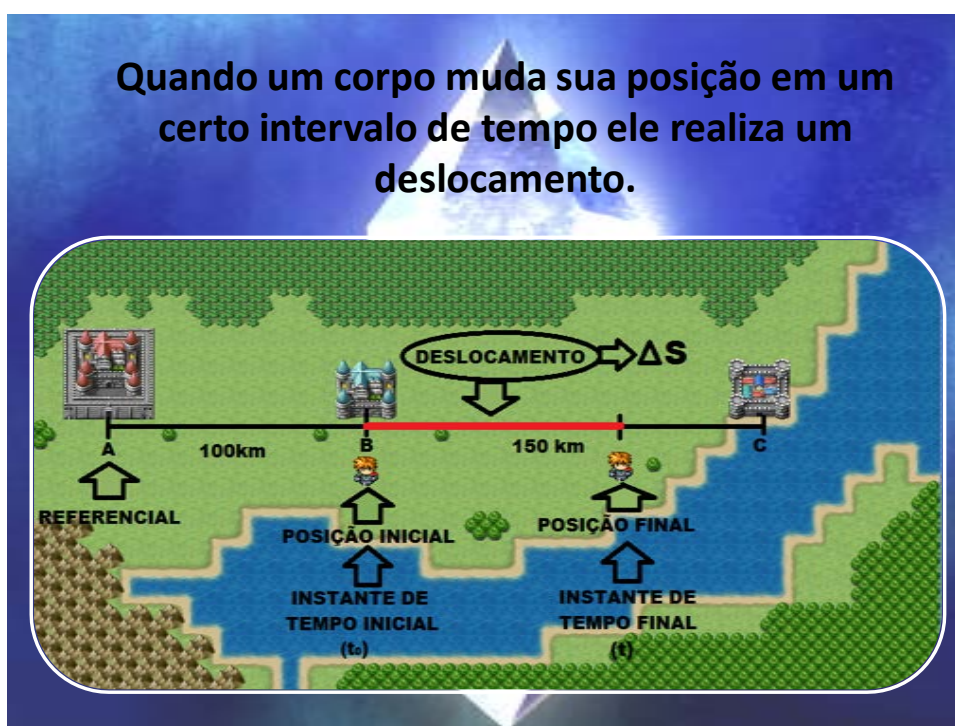 Quando um corpo muda sua posição em um
certo intervalo de tempo ele realiza um
deslocamento.
DESLOCAMENTO ΔS
A 100km B 150 km C
REFERENCIAL
POSIÇÃO INICIAL
POSIÇÃO FINAL
INSTANTE DE
TEMPO INICIAL
(t₀)
INSTANTE DE
TEMPO FINAL
(t)